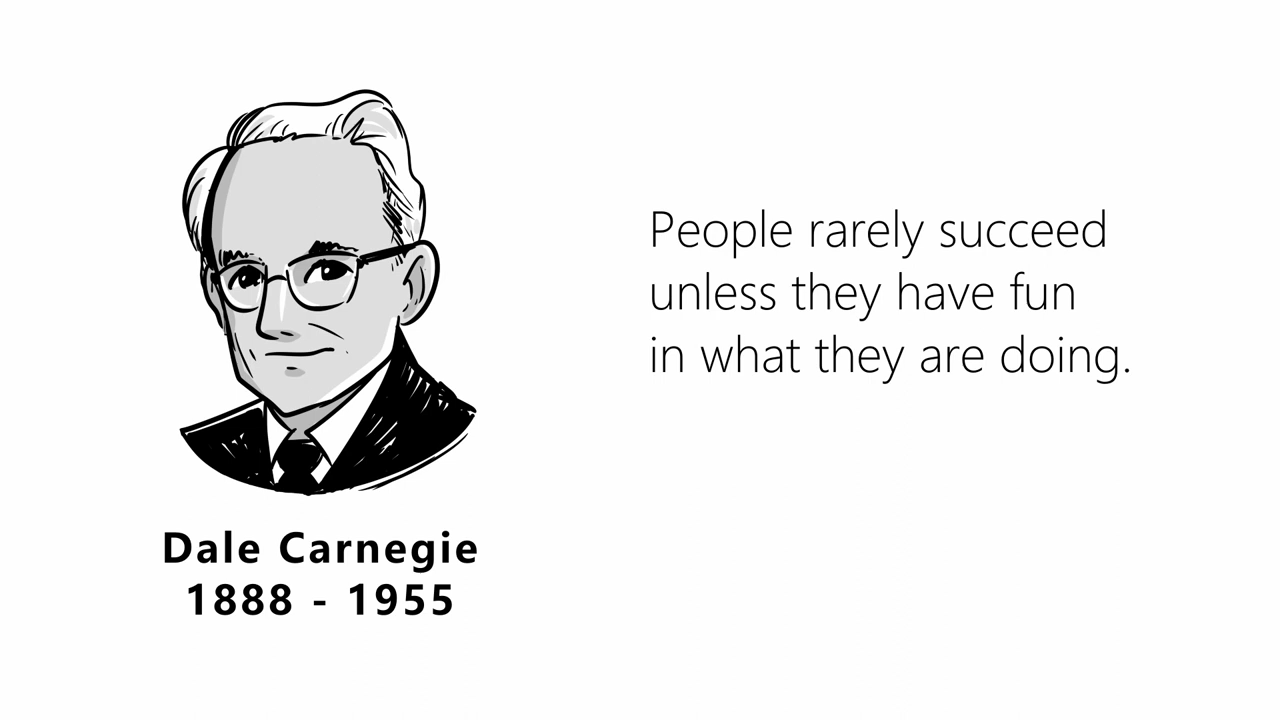 People rarely succeed
unless they have fun
in what they are doing.
Dale Carnegie
1888 - 1955